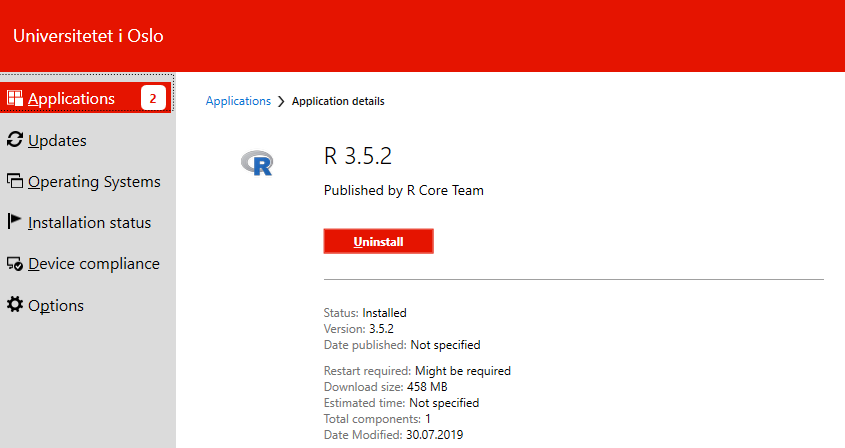 Universitetet i Oslo
Applications 2
Updates
Operating Systems
Installation status
Device compliance
Options
Applications > Application details
R
R 3.5.2
Published by R Core Team
Uninstall
Status: Installed
Version: 3.5.2
Date published: Not specified
Restart required: Might be required
Download size: 458 MB
Estimated time: Not specified
Total components: 1
Date Modified: 30.07.2019